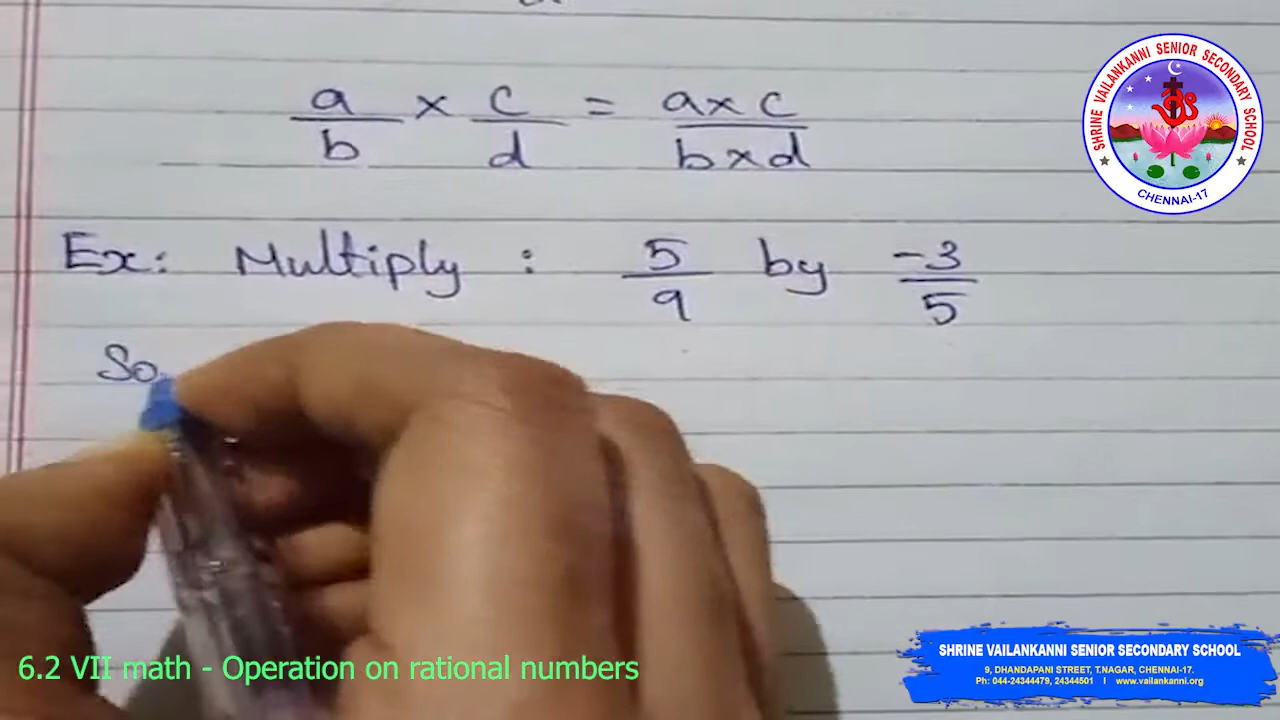 a/b × c/d = a×c/b×d
Ex: Multiply : 5/9 by -3/5
So
SHRINE VAILANKANNI SENIOR SECONDARY SCHOOL
CHENNAI-17
6.2 VII math - Operation on rational numbers
SHRINE VAILANKANNI SENIOR SECONDARY SCHOOL
9, DHANDAPANI STREET, T.NAGAR, CHENNAI-17.
Ph: 044-24344479, 24344501 I www.vailankanni.org